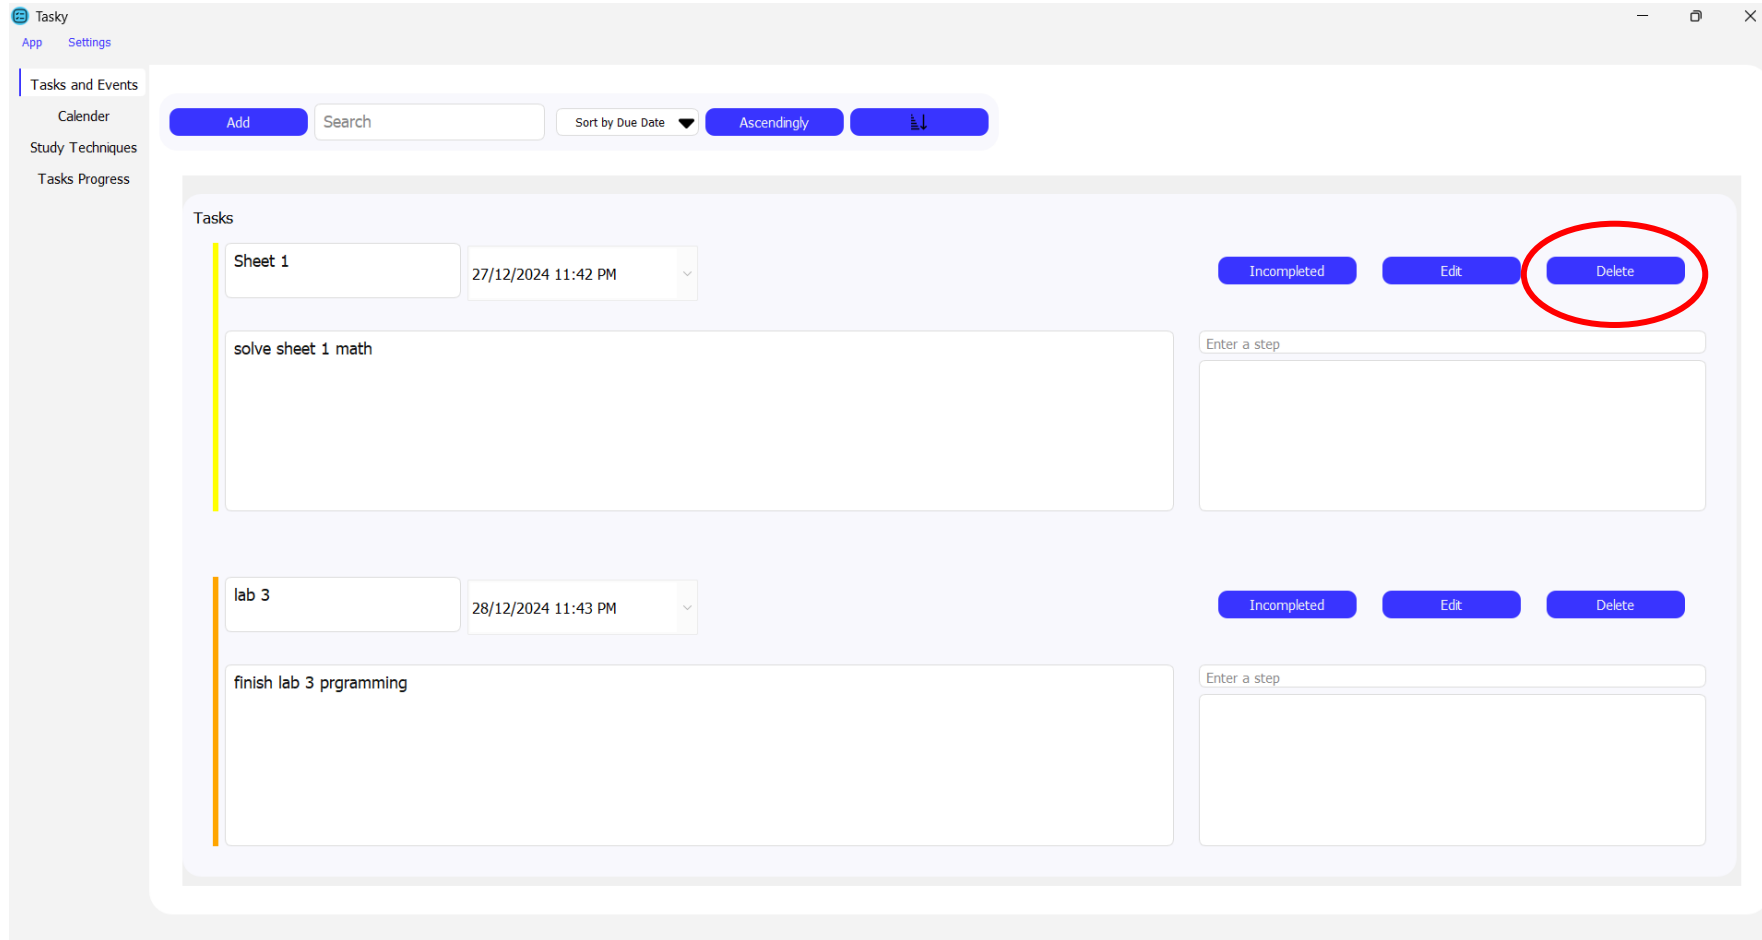 Tasky
App Settings
Tasks and Events
Calender
Study Techniques
Tasks Progress
Add Search Sort by Due Date Ascendingly
Tasks
Sheet 1 27/12/2024 11:42 PM Incompleted Edit Delete
solve sheet 1 math Enter a step
lab 3 28/12/2024 11:43 PM Incompleted Edit Delete
finish lab 3 prgramming Enter a step